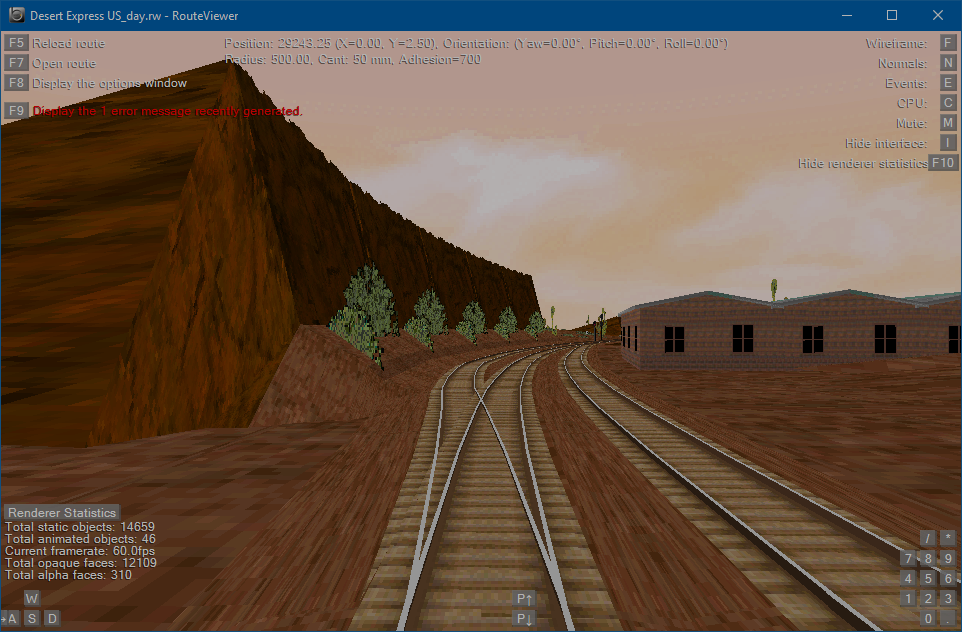 Desert Express US_day.rw - RouteViewer
F5 Reload route
F7 Open route
F8 Display the options window
F9 Display the 1 error message recently generated.
Position: 29243.25 (X=0.00, Y=2.50), Orientation: (Yaw=0.00°, Pitch=0.00°, Roll=0.00°)
Radius: 500.00, Cant: 50 mm, Adhesion=700
Wireframe: F
Normals: N
Events: E
CPU: C
Mute: M
Hide interface: I
Hide renderer statistics F10
Renderer Statistics
Total static objects: 14659
Total animated objects: 46
Current framerate: 60.0fps
Total opaque faces: 12109
Total alpha faces: 310
W
A S D
P↑
P↓
/ *
7 8 9
4 5 6
1 2 3
0 .